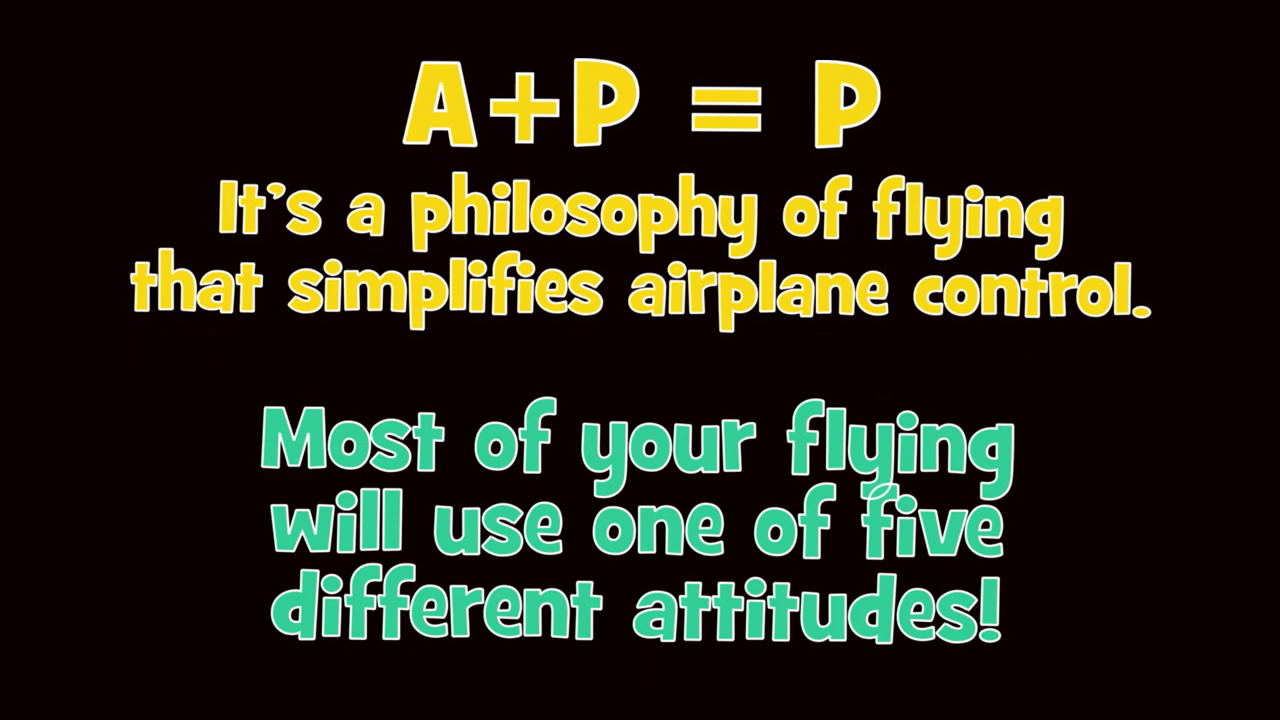 A+P = P
It's a philosophy of flying
that simplifies airplane control.
Most of your flying
will use one of five
different attitudes!